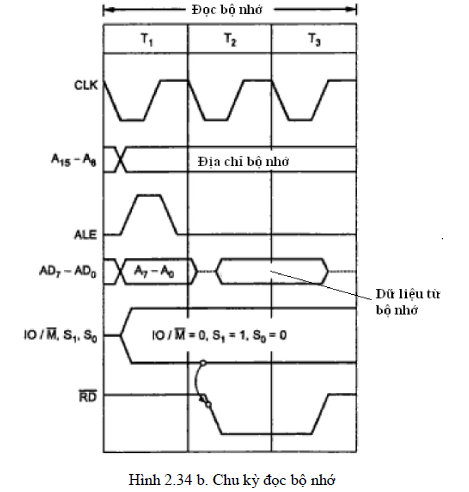 Đọc bộ nhớ
T1 T2 T3
CLK
A15 – A8 Địa chỉ bộ nhớ
ALE
AD7 – AD0 A7 – A0
Dữ liệu từ
bộ nhớ
IO / M̅, S1, S0 IO / M̅ = 0, S1 = 1, S0 = 0
R̅D̅
Hình 2.34 b. Chu kỳ đọc bộ nhớ